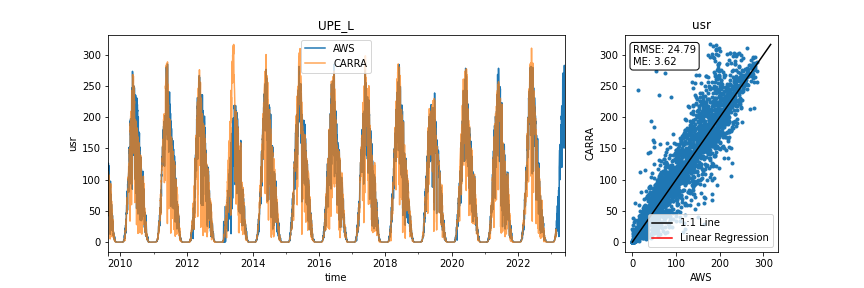 UPE_L
usr
AWS
CARRA
300
250
200
150
100
50
0
usr
2010
2012
2014
2016
2018
2020
2022
time
RMSE: 24.79
ME: 3.62
300
250
200
150
100
50
0
CARRA
1:1 Line
Linear Regression
0
100
200
300
AWS